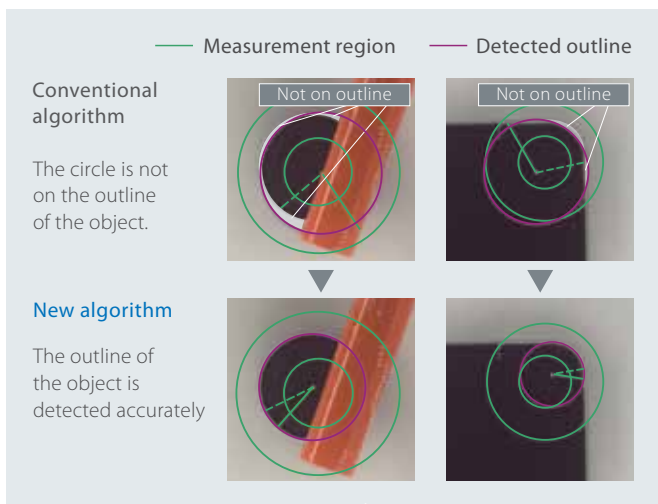 Measurement region
Detected outline
Conventional
algorithm
The circle is not
on the outline
of the object.
Not on outline
Not on outline
New algorithm
The outline of
the object is
detected accurately